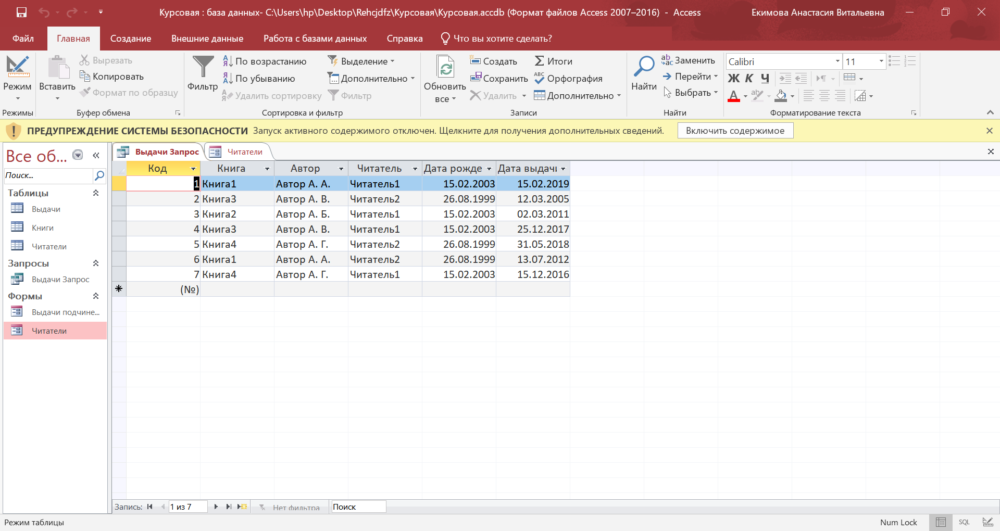 Курсовая : база данных- C:\Users\hp\Desktop\Rehcjdfz\Курсовая\Курсовая.accdb (Формат файлов Access 2007–2016) - Access
Екимова Анастасия Витальевна
Файл Главная Создание Внешние данные Работа с базами данных Справка Что вы хотите сделать?
Режим
Режимы
Вставить
Вырезать
Копировать
Формат по образцу
Буфер обмена
Фильтр
По возрастанию
По убыванию
Удалить сортировку
Выделение
Дополнительно
Фильтр
Сортировка и фильтр
Обновить
все
Создать
Сохранить
Удалить
Итоги
Орфография
Дополнительно
Записи
Найти
Заменить
Перейти
Выбрать
Найти
Calibri 11
Ж К Ч
Форматирование текста
ПРЕДУПРЕЖДЕНИЕ СИСТЕМЫ БЕЗОПАСНОСТИ Запуск активного содержимого отключен. Щелкните для получения дополнительных сведений. Включить содержимое
Все об...
Поиск...
Таблицы
Выдачи
Книги
Читатели
Запросы
Выдачи Запрос
Формы
Выдачи подчине...
Читатели
Выдачи Запрос Читатели
Код Книга Автор Читатель Дата рожде Дата выдачи
1 Книга1 Автор А. А. Читатель1 15.02.2003 15.02.2019
2 Книга3 Автор А. В. Читатель2 26.08.1999 12.03.2005
3 Книга2 Автор А. Б. Читатель1 15.02.2003 02.03.2011
4 Книга3 Автор А. В. Читатель1 15.02.2003 25.12.2017
5 Книга4 Автор А. Г. Читатель2 26.08.1999 31.05.2018
6 Книга1 Автор А. А. Читатель2 26.08.1999 13.07.2012
7 Книга4 Автор А. Г. Читатель1 15.02.2003 15.12.2016
(№)
Запись: 1 из 7 Нет фильтра Поиск
Режим таблицы
Num Lock
SQL